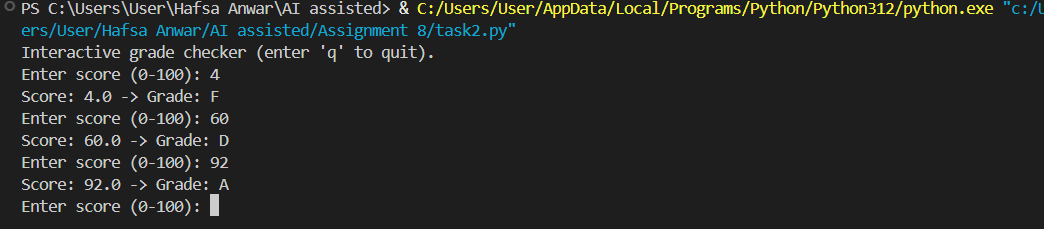 PS C:\Users\User\Hafsa Anwar\AI assisted> & C:/Users/User/AppData/Local/Programs/Python/Python312/python.exe "c:/U
ers/User/Hafsa Anwar/AI assisted/Assignment 8/task2.py"
Interactive grade checker (enter 'q' to quit).
Enter score (0-100): 4
Score: 4.0 -> Grade: F
Enter score (0-100): 60
Score: 60.0 -> Grade: D
Enter score (0-100): 92
Score: 92.0 -> Grade: A
Enter score (0-100):